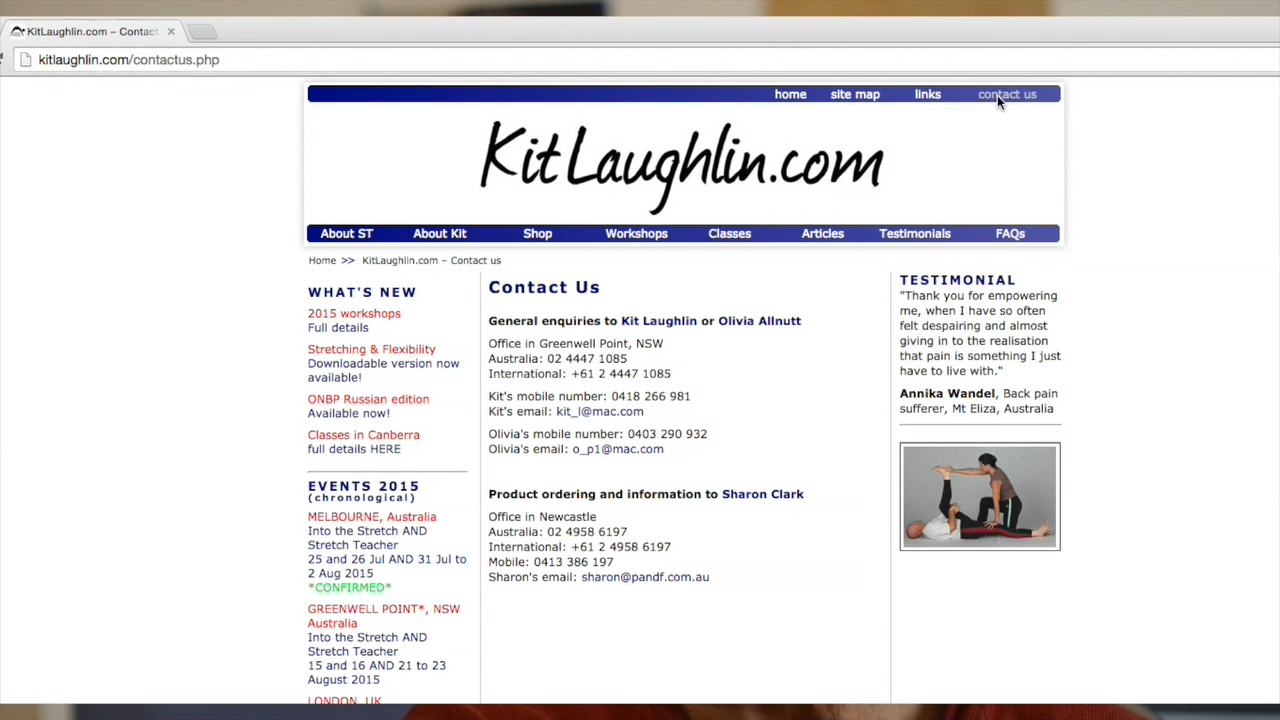 KitLaughlin.com – Contact
kitlaughlin.com/contactus.php
home site map links contact us
KitLaughlin.com
About ST About Kit Shop Workshops Classes Articles Testimonials FAQs
Home >> KitLaughlin.com – Contact us
WHAT'S NEW
2015 workshops
Full details
Stretching & Flexibility
Downloadable version now
available!
ONBP Russian edition
Available now!
Classes in Canberra
full details HERE
EVENTS 2015
(chronological)
MELBOURNE, Australia
Into the Stretch AND
Stretch Teacher
25 and 26 Jul AND 31 Jul to
2 Aug 2015
*CONFIRMED*
GREENWELL POINT*, NSW
Australia
Into the Stretch AND
Stretch Teacher
15 and 16 AND 21 to 23
August 2015
LONDON, UK
Contact Us
General enquiries to Kit Laughlin or Olivia Allnutt
Office in Greenwell Point, NSW
Australia: 02 4447 1085
International: +61 2 4447 1085
Kit's mobile number: 0418 266 981
Kit's email: kit_l@mac.com
Olivia's mobile number: 0403 290 932
Olivia's email: o_p1@mac.com
Product ordering and information to Sharon Clark
Office in Newcastle
Australia: 02 4958 6197
International: +61 2 4958 6197
Mobile: 0413 386 197
Sharon's email: sharon@pandf.com.au
TESTIMONIAL
"Thank you for empowering
me, when I have so often
felt despairing and almost
giving in to the realisation
that pain is something I just
have to live with."
Annika Wandel, Back pain
sufferer, Mt Eliza, Australia